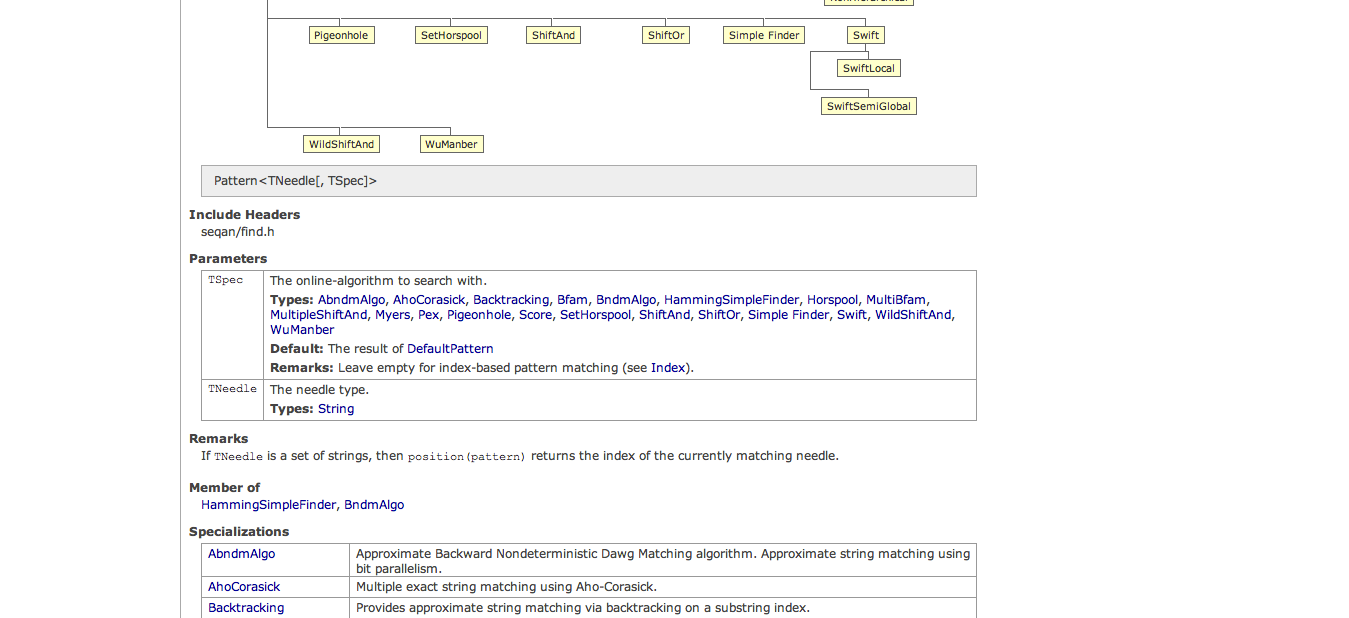 Pigeonhole SetHorspool ShiftAnd ShiftOr Simple Finder Swift
SwiftLocal
SwiftSemiGlobal
WildShiftAnd WuManber
Pattern<TNeedle[, TSpec]>
Include Headers
seqan/find.h
Parameters
TSpec The online-algorithm to search with.
Types: AbndmAlgo, AhoCorasick, Backtracking, Bfam, BndmAlgo, HammingSimpleFinder, Horspool, MultiBfam,
MultipleShiftAnd, Myers, Pex, Pigeonhole, Score, SetHorspool, ShiftAnd, ShiftOr, Simple Finder, Swift, WildShiftAnd,
WuManber
Default: The result of DefaultPattern
Remarks: Leave empty for index-based pattern matching (see Index).
TNeedle The needle type.
Types: String
Remarks
If TNeedle is a set of strings, then position(pattern) returns the index of the currently matching needle.
Member of
HammingSimpleFinder, BndmAlgo
Specializations
AbndmAlgo Approximate Backward Nondeterministic Dawg Matching algorithm. Approximate string matching using
bit parallelism.
AhoCorasick Multiple exact string matching using Aho-Corasick.
Backtracking Provides approximate string matching via backtracking on a substring index.